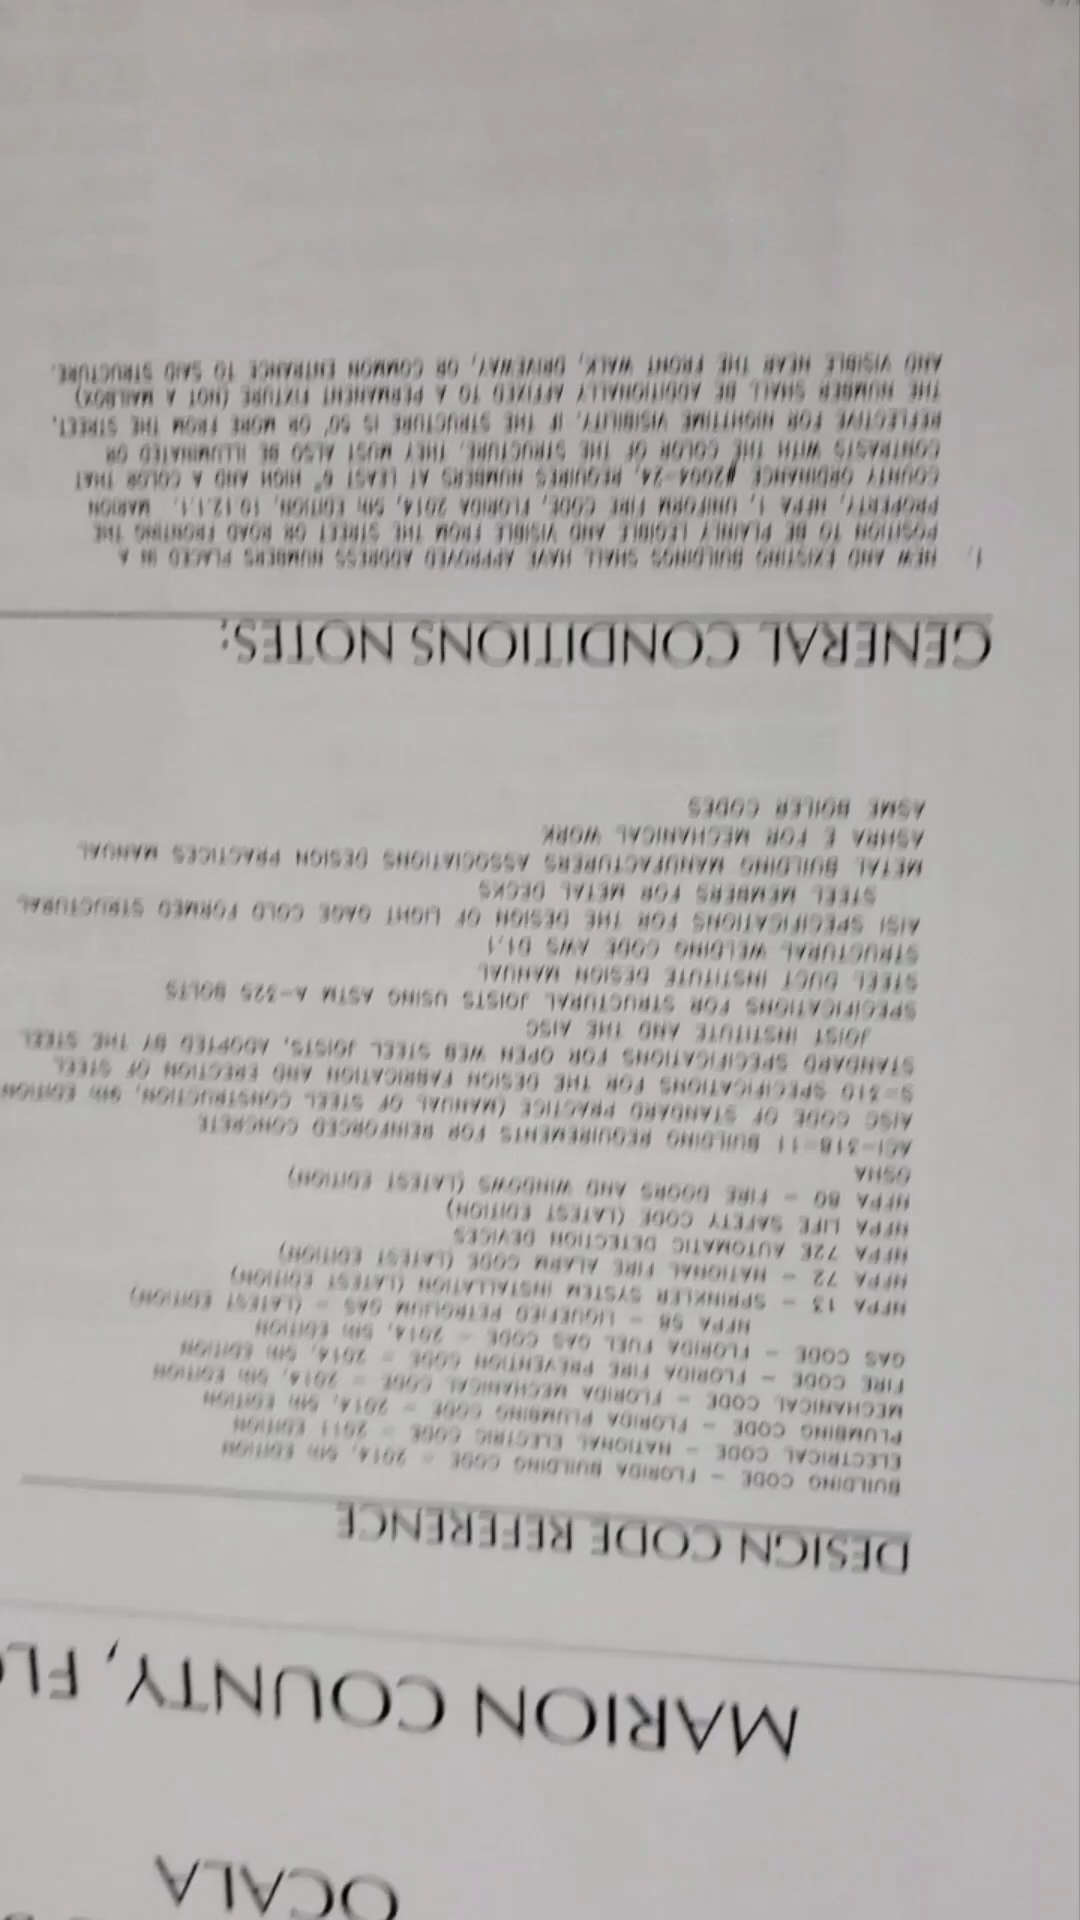 OCALA
MARION COUNTY, FL
DESIGN CODE REFERENCE
BUILDING CODE – FLORIDA BUILDING CODE – 2014, 5th EDITION
ELECTRICAL CODE – NATIONAL ELECTRIC CODE – 2011 EDITION
PLUMBING CODE – FLORIDA PLUMBING CODE – 2014, 5th EDITION
MECHANICAL CODE – FLORIDA MECHANICAL CODE – 2014, 5th EDITION
FIRE CODE – FLORIDA FIRE PREVENTION CODE – 2014, 5th EDITION
GAS CODE – FLORIDA FUEL GAS CODE – 2014, 5th EDITION
NFPA 58 – LIQUEFIED PETROLIUM GAS – (LATEST EDITION)
NFPA 13 – SPRINKLER SYSTEM INSTALLATION (LATEST EDITION)
NFPA 72 – NATIONAL FIRE ALARM CODE (LATEST EDITION)
NFPA 72E AUTOMATIC DETECTION DEVICES
NFPA LIFE SAFETY CODE (LATEST EDITION)
NFPA 80 – FIRE DOORS AND WINDOWS (LATEST EDITION)
OSHA
ACI–318–11 BUILDING REQUIREMENTS FOR REINFORCED CONCRETE
AISC CODE OF STANDARD PRACTICE (MANUAL OF STEEL CONSTRUCTION, 9th EDITION
S–310 SPECIFICATIONS FOR THE DESIGN FABRICATION AND ERECTION OF STEEL
STANDARD SPECIFICATIONS FOR OPEN WEB STEEL JOISTS, ADOPTED BY THE STEEL
JOIST INSTITUTE AND THE AISC
SPECIFICATIONS FOR STRUCTURAL JOISTS USING ASTM A–325 BOLTS
STEEL DUCT INSTITUTE DESIGN MANUAL
STRUCTURAL WELDING CODE AWS D1.1
AISI SPECIFICATIONS FOR THE DESIGN OF LIGHT GAGE COLD FORMED STRUCTURAL
STEEL MEMBERS FOR METAL DECKS
METAL BUILDING MANUFACTURERS ASSOCIATIONS DESIGN PRACTICES MANUAL
ASHRA E FOR MECHANICAL WORK
ASME BOILER CODES
GENERAL CONDITIONS NOTES:
1. NEW AND EXISTING BUILDINGS SHALL HAVE APPROVED ADDRESS NUMBERS PLACED IN A
POSITION TO BE PLAINLY LEGIBLE AND VISIBLE FROM THE STREET OR ROAD FRONTING THE
PROPERTY, NFPA 1, UNIFORM FIRE CODE, FLORIDA 2014, 5th EDITION, 10.12.1.1. MARION
COUNTY ORDINANCE #2004–24, REQUIRES NUMBERS AT LEAST 6" HIGH AND A COLOR THAT
CONTRASTS WITH THE COLOR OF THE STRUCTURE, THEY MUST ALSO BE ILLUMINATED OR
REFLECTIVE FOR NIGHTTIME VISIBILITY. IF THE STRUCTURE IS 50' OR MORE FROM THE STREET,
THE NUMBER SHALL BE ADDITIONALLY AFFIXED TO A PERMANENT FIXTURE (NOT A MAILBOX)
AND VISIBLE NEAR THE FRONT WALK, DRIVEWAY, OR COMMON ENTRANCE TO SAID STRUCTURE.